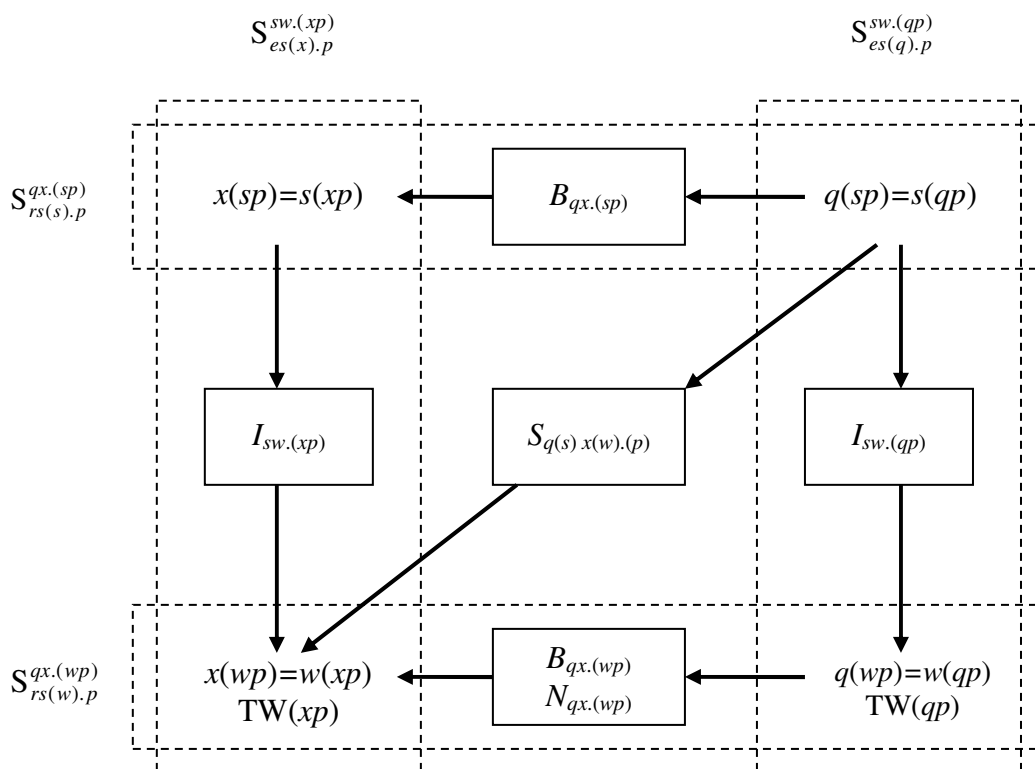 S^{sw.(xp)}_{es(x).p} S^{sw.(qp)}_{es(q).p}
S^{qx.(sp)}_{rs(s).p} x(sp)=s(xp) B_{qx.(sp)} q(sp)=s(qp)
I_{sw.(xp)} S_{q(s) x(w).(p)} I_{sw.(qp)}
S^{qx.(wp)}_{rs(w).p} x(wp)=w(xp) B_{qx.(wp)} q(wp)=w(qp)
TW(xp) N_{qx.(wp)} TW(qp)